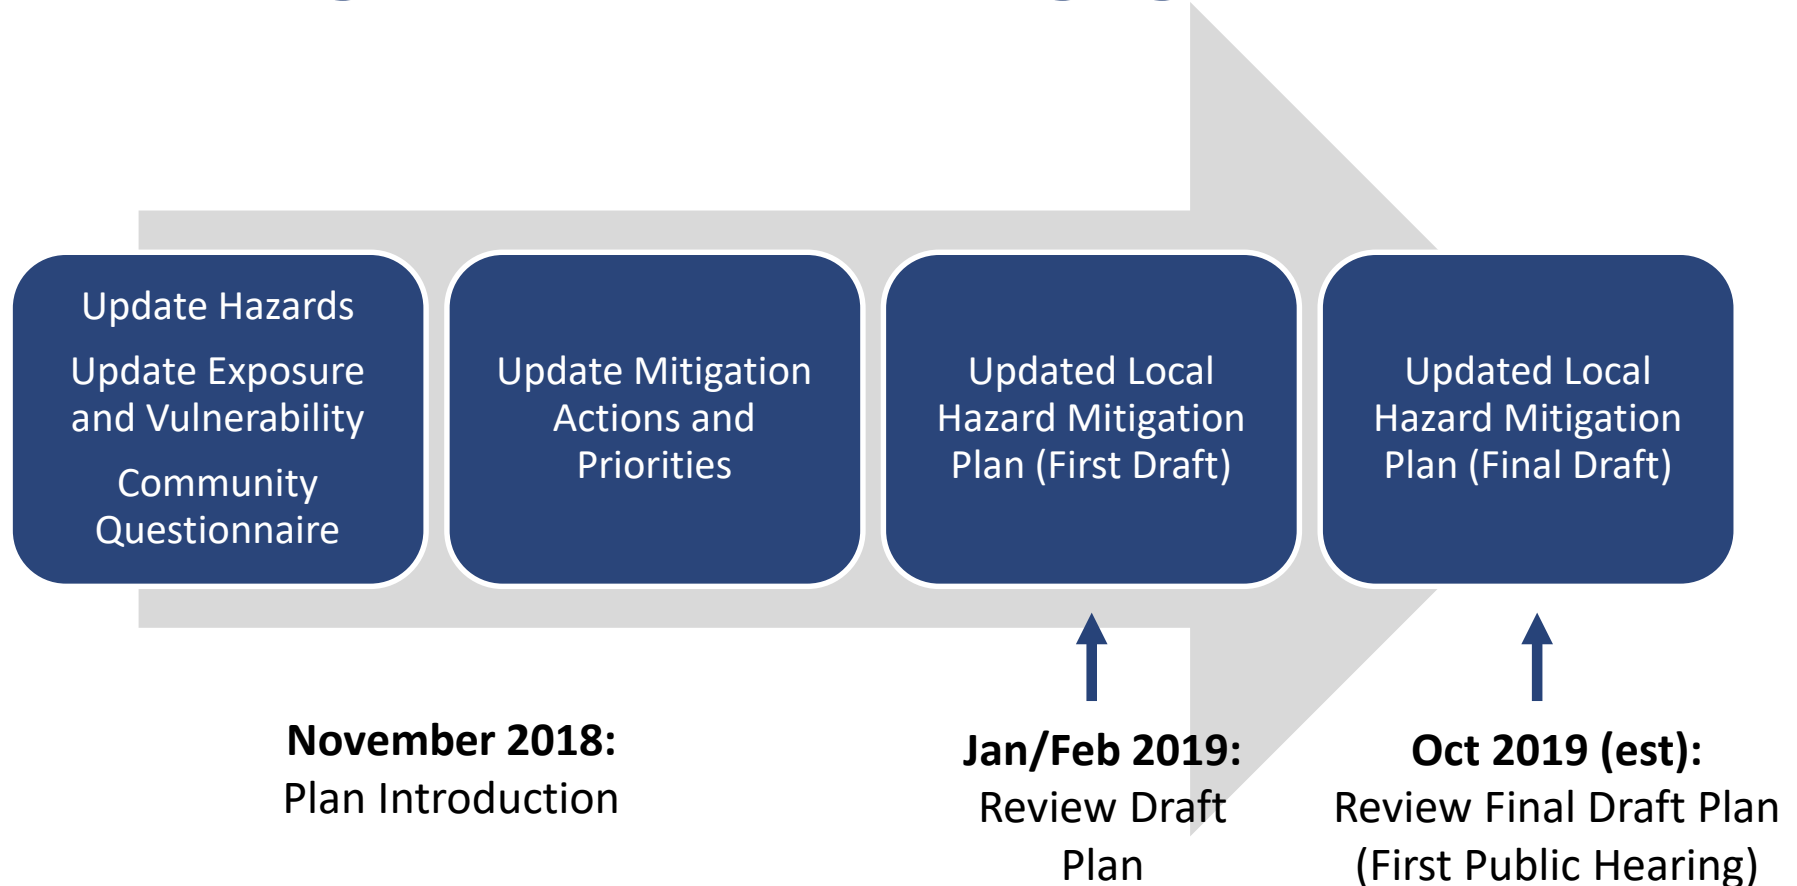 Update Hazards
Update Exposure
and Vulnerability
Community
Questionnaire
Update Mitigation
Actions and
Priorities
Updated Local
Hazard Mitigation
Plan (First Draft)
Updated Local
Hazard Mitigation
Plan (Final Draft)
November 2018:
Plan Introduction
Jan/Feb 2019:
Review Draft
Plan
Oct 2019 (est):
Review Final Draft Plan
(First Public Hearing)